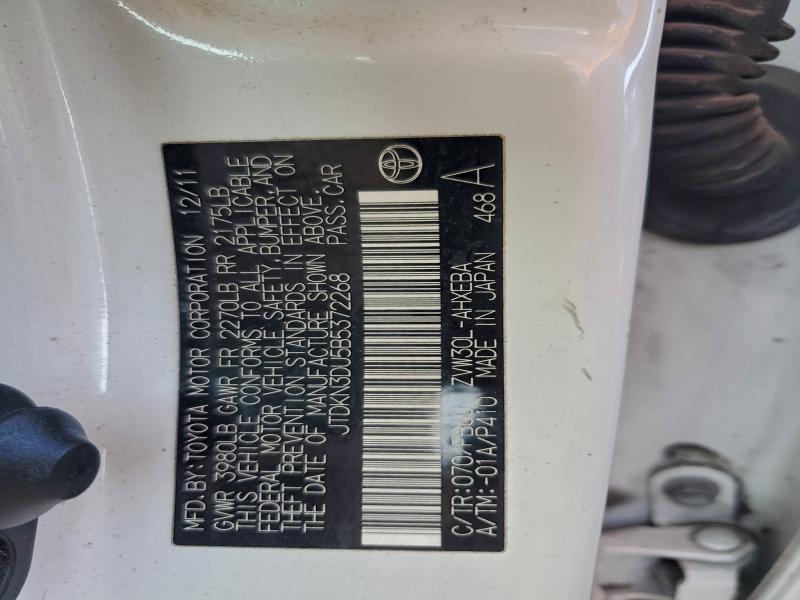 MFD. BY: TOYOTA MOTOR CORPORATION 12/11
GVWR 3980LB GAWR FR 2270LB RR 2175LB
THIS VEHICLE CONFORMS TO ALL APPLICABLE
FEDERAL MOTOR VEHICLE SAFETY, BUMPER, AND
THEFT PREVENTION STANDARDS IN EFFECT ON
THE DATE OF MANUFACTURE SHOWN ABOVE.
JTDKN3DU5B5372268 PASS. CAR
C/TR: 070/ ZVW30L-AHXEBA
A/TM: -01A/P410 MADE IN JAPAN 468 A